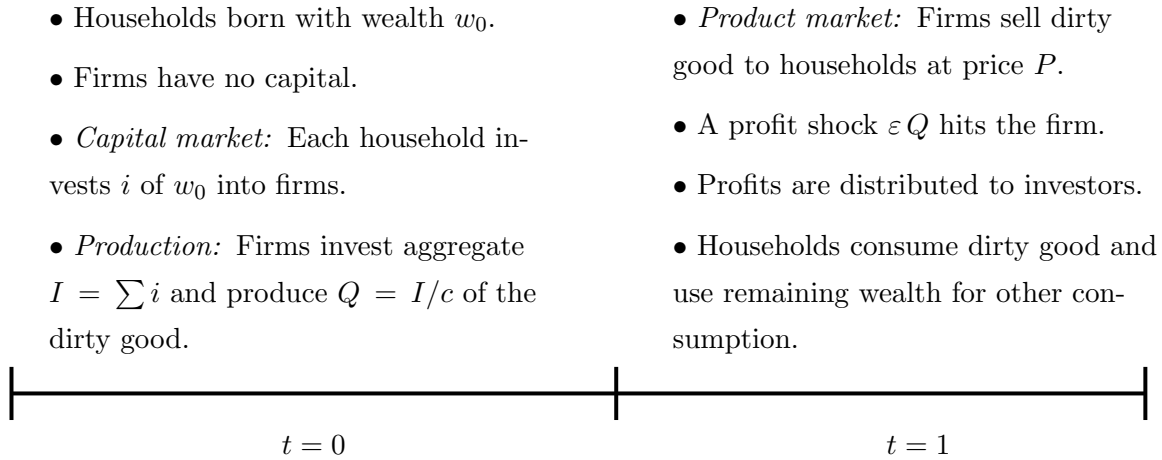 • Households born with wealth w₀.
• Firms have no capital.
• Capital market: Each household in-
vests i of w₀ into firms.
• Production: Firms invest aggregate
I = ∑ i and produce Q = I/c of the
dirty good.
• Product market: Firms sell dirty
good to households at price P.
• A profit shock ε Q hits the firm.
• Profits are distributed to investors.
• Households consume dirty good and
use remaining wealth for other con-
sumption.
t = 0
t = 1